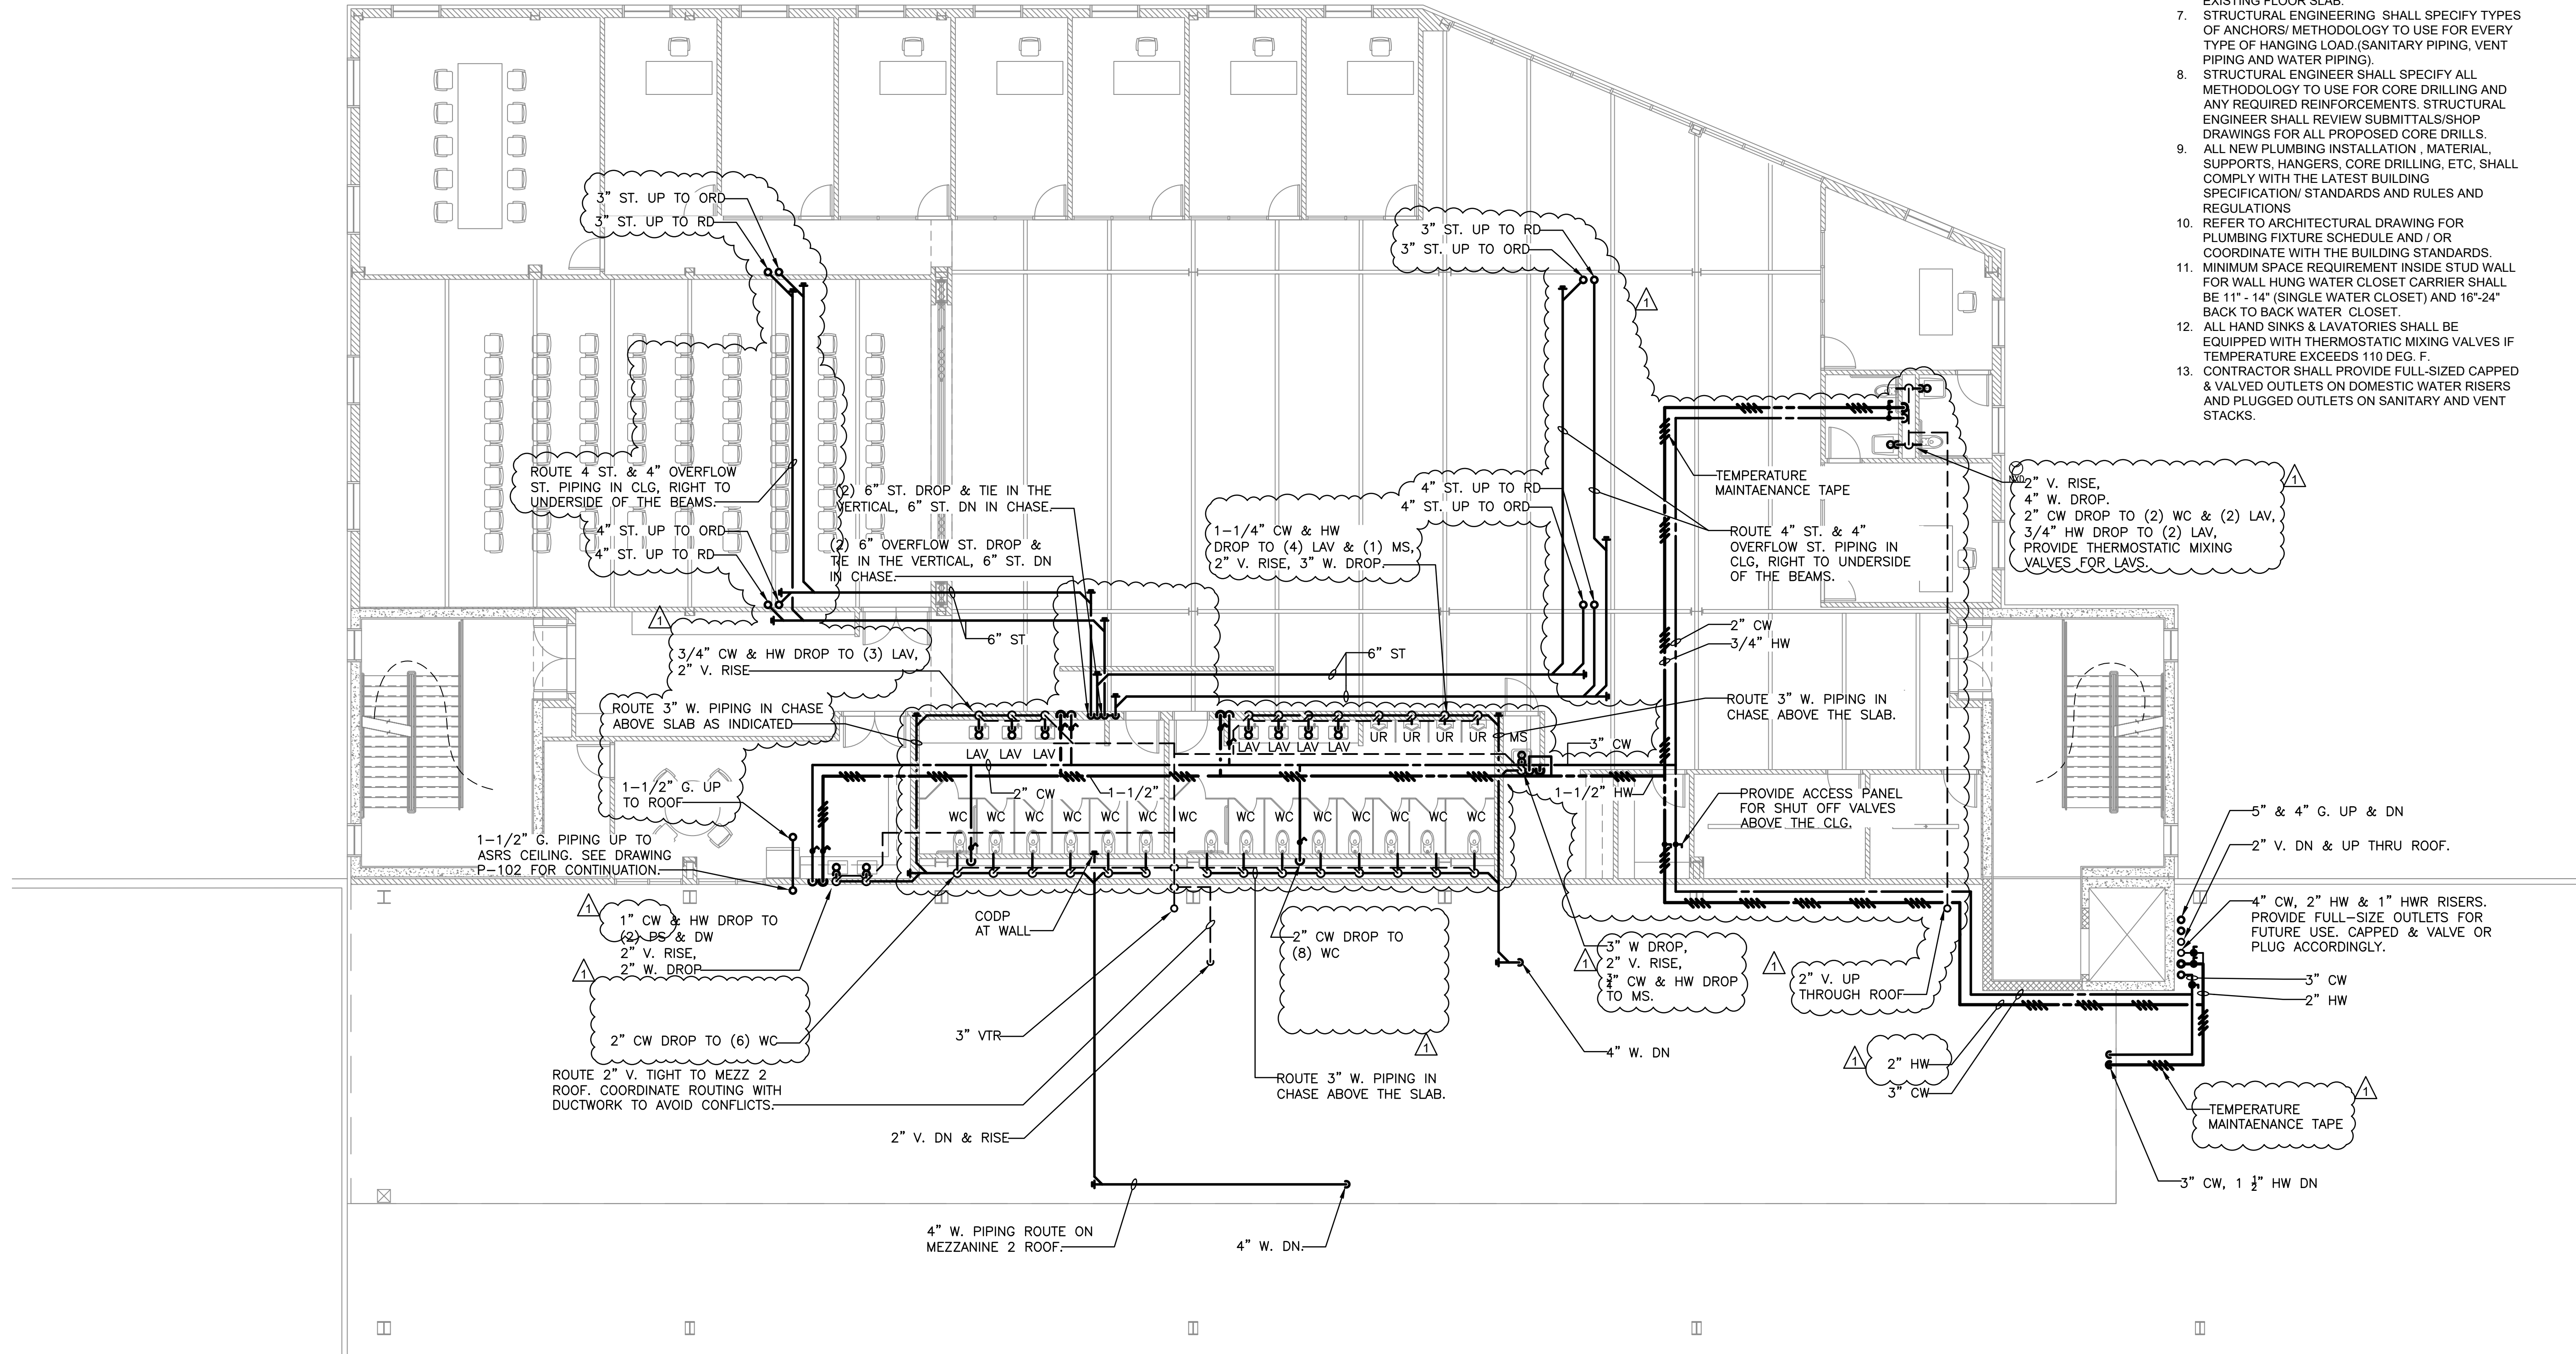 EXISTING FLOOR SLAB.
7. STRUCTURAL ENGINEERING SHALL SPECIFY TYPES
OF ANCHORS/ METHODOLOGY TO USE FOR EVERY
TYPE OF HANGING LOAD.(SANITARY PIPING, VENT
PIPING AND WATER PIPING).
8. STRUCTURAL ENGINEER SHALL SPECIFY ALL
METHODOLOGY TO USE FOR CORE DRILLING AND
ANY REQUIRED REINFORCEMENTS. STRUCTURAL
ENGINEER SHALL REVIEW SUBMITTALS/SHOP
DRAWINGS FOR ALL PROPOSED CORE DRILLS.
9. ALL NEW PLUMBING INSTALLATION , MATERIAL,
SUPPORTS, HANGERS, CORE DRILLING, ETC, SHALL
COMPLY WITH THE LATEST BUILDING
SPECIFICATION/ STANDARDS AND RULES AND
REGULATIONS
10. REFER TO ARCHITECTURAL DRAWING FOR
PLUMBING FIXTURE SCHEDULE AND / OR
COORDINATE WITH THE BUILDING STANDARDS.
11. MINIMUM SPACE REQUIREMENT INSIDE STUD WALL
FOR WALL HUNG WATER CLOSET CARRIER SHALL
BE 11" - 14" (SINGLE WATER CLOSET) AND 16"-24"
BACK TO BACK WATER CLOSET.
12. ALL HAND SINKS & LAVATORIES SHALL BE
EQUIPPED WITH THERMOSTATIC MIXING VALVES IF
TEMPERATURE EXCEEDS 110 DEG. F.
13. CONTRACTOR SHALL PROVIDE FULL-SIZED CAPPED
& VALVED OUTLETS ON DOMESTIC WATER RISERS
AND PLUGGED OUTLETS ON SANITARY AND VENT
STACKS.
3" ST. UP TO ORD
3" ST. UP TO RD
3" ST. UP TO RD
3" ST. UP TO ORD
1
ROUTE 4 ST. & 4" OVERFLOW
ST. PIPING IN CLG, RIGHT TO
UNDERSIDE OF THE BEAMS.
4" ST. UP TO ORD
4" ST. UP TO RD
(2) 6" ST. DROP & TIE IN THE
VERTICAL, 6" ST. DN IN CHASE.
(2) 6" OVERFLOW ST. DROP &
TIE IN THE VERTICAL, 6" ST. DN
IN CHASE.
4" ST. UP TO RD
4" ST. UP TO ORD
1-1/4" CW & HW
DROP TO (4) LAV & (1) MS,
2" V. RISE, 3" W. DROP.
TEMPERATURE
MAINTAENANCE TAPE
ROUTE 4" ST. & 4"
OVERFLOW ST. PIPING IN
CLG, RIGHT TO UNDERSIDE
OF THE BEAMS.
1
2" V. RISE,
4" W. DROP.
2" CW DROP TO (2) WC & (2) LAV,
3/4" HW DROP TO (2) LAV,
PROVIDE THERMOSTATIC MIXING
VALVES FOR LAVS.
1
3/4" CW & HW DROP TO (3) LAV,
2" V. RISE
6" ST
6" ST
2" CW
3/4" HW
ROUTE 3" W. PIPING IN CHASE
ABOVE SLAB AS INDICATED
ROUTE 3" W. PIPING IN
CHASE ABOVE THE SLAB.
LAV LAV LAV
LAV LAV LAV LAV UR UR UR UR MS
3" CW
1-1/2" G. UP
TO ROOF
2" CW
1-1/2"
1-1/2" HW
PROVIDE ACCESS PANEL
FOR SHUT OFF VALVES
ABOVE THE CLG.
WC WC WC WC WC WC WC WC WC WC WC WC WC WC
1-1/2" G. PIPING UP TO
ASRS CEILING. SEE DRAWING
P-102 FOR CONTINUATION.
5" & 4" G. UP & DN
2" V. DN & UP THRU ROOF.
4" CW, 2" HW & 1" HWR RISERS.
PROVIDE FULL-SIZE OUTLETS FOR
FUTURE USE. CAPPED & VALVE OR
PLUG ACCORDINGLY.
1
1" CW & HW DROP TO
(2) PS & DW
2" V. RISE,
2" W. DROP
CODP
AT WALL
2" CW DROP TO
(8) WC
1
1
3" W DROP,
2" V. RISE,
3/4" CW & HW DROP
TO MS.
1
2" V. UP
THROUGH ROOF
3" CW
2" HW
1
2" CW DROP TO (6) WC
3" VTR
4" W. DN
1
2" HW
3" CW
ROUTE 2" V. TIGHT TO MEZZ 2
ROOF. COORDINATE ROUTING WITH
DUCTWORK TO AVOID CONFLICTS.
ROUTE 3" W. PIPING IN
CHASE ABOVE THE SLAB.
1
TEMPERATURE
MAINTAENANCE TAPE
2" V. DN & RISE
3" CW, 1 1/2" HW DN
4" W. PIPING ROUTE ON
MEZZANINE 2 ROOF.
4" W. DN.